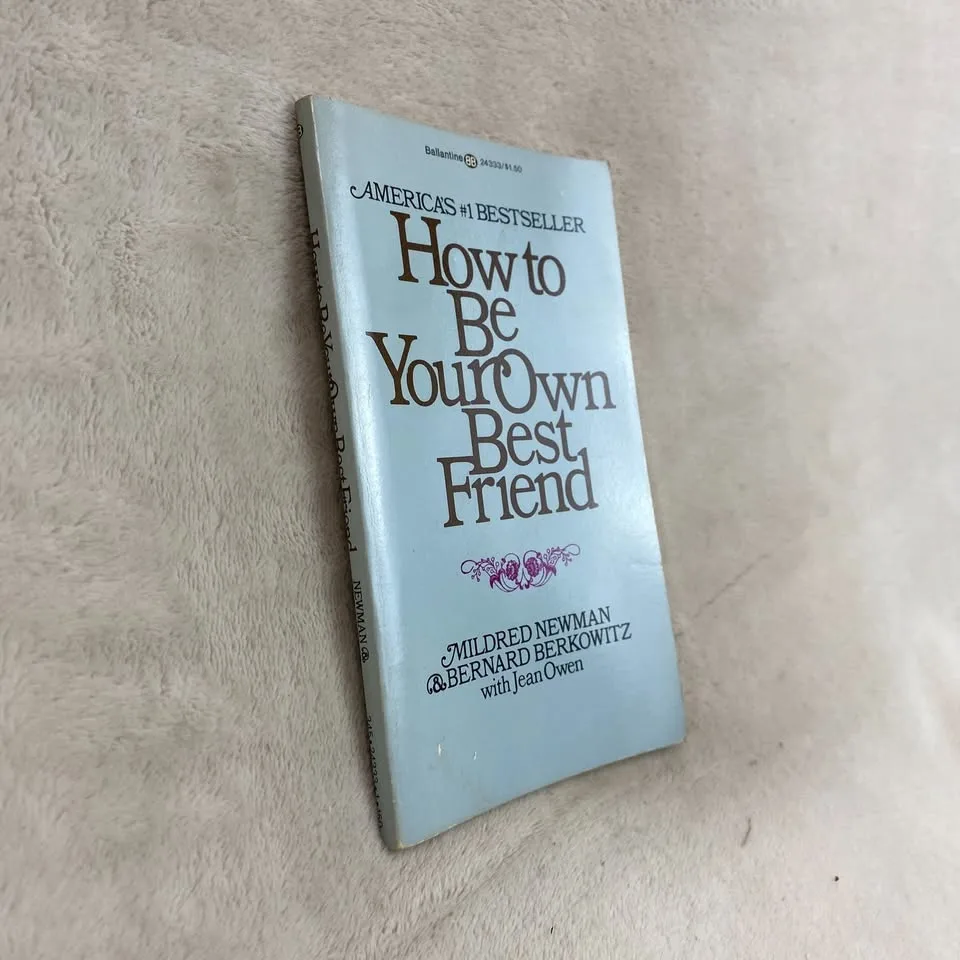 Ballantine BB 24333/$1.50
AMERICA'S #1 BESTSELLER
How to
Be
Your Own
Best
Friend
MILDRED NEWMAN
& BERNARD BERKOWITZ
with Jean Owen
How to Be Your Own Best Friend NEWMAN &